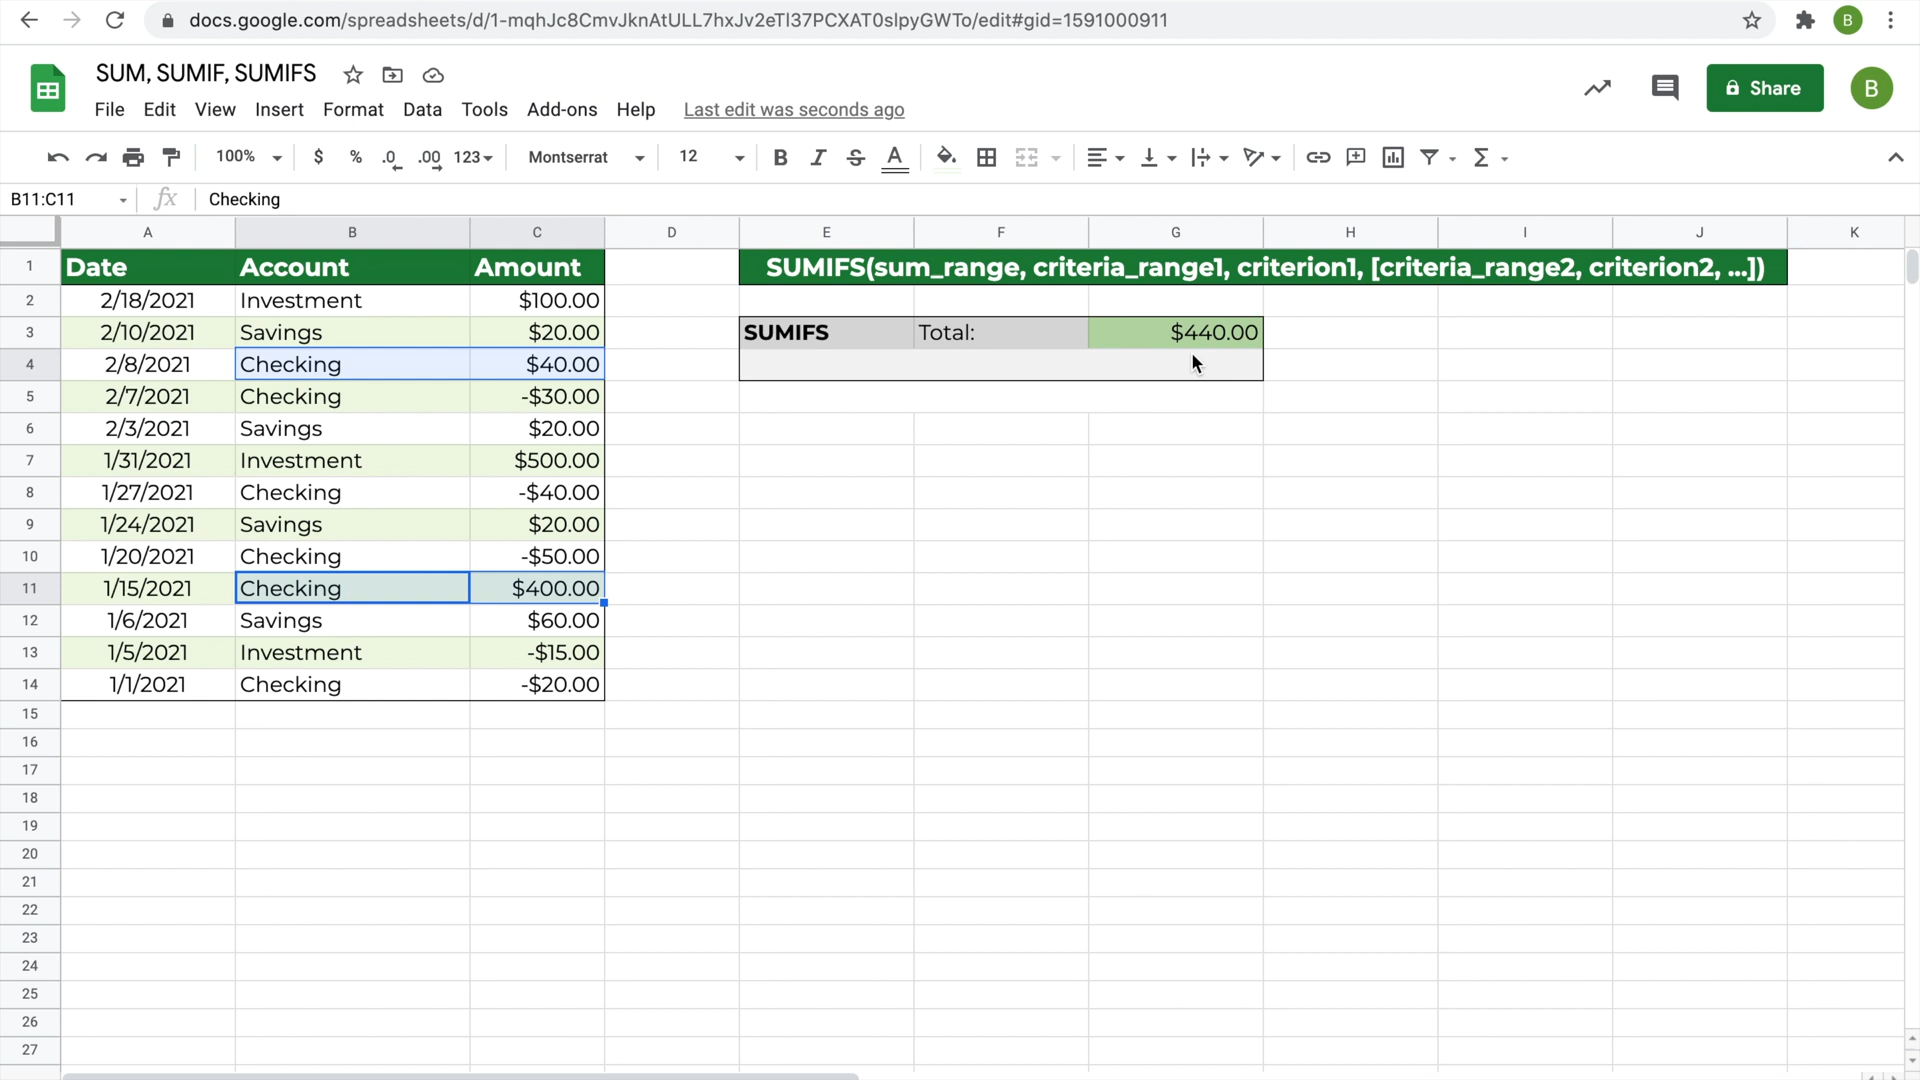 docs.google.com/spreadsheets/d/1-mqhJc8CmvJknAtULL7hxJv2eTl37PCXAT0slpyGWTo/edit#gid=1591000911 B
SUM, SUMIF, SUMIFS
File Edit View Insert Format Data Tools Add-ons Help Last edit was seconds ago
Share B
100% $ % .0 .00 123 Montserrat 12 B I S A Σ
B11:C11 fx Checking
A B C D E F G H I J K
1 Date Account Amount SUMIFS(sum_range, criteria_range1, criterion1, [criteria_range2, criterion2, ...])
2 2/18/2021 Investment $100.00
3 2/10/2021 Savings $20.00 SUMIFS Total: $440.00
4 2/8/2021 Checking $40.00
5 2/7/2021 Checking -$30.00
6 2/3/2021 Savings $20.00
7 1/31/2021 Investment $500.00
8 1/27/2021 Checking -$40.00
9 1/24/2021 Savings $20.00
10 1/20/2021 Checking -$50.00
11 1/15/2021 Checking $400.00
12 1/6/2021 Savings $60.00
13 1/5/2021 Investment -$15.00
14 1/1/2021 Checking -$20.00
15
16
17
18
19
20
21
22
23
24
25
26
27